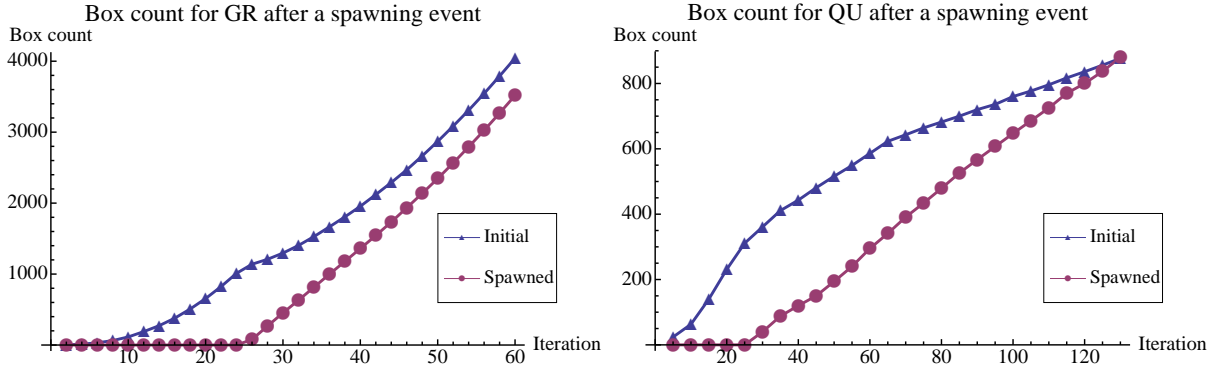 Box count for GR after a spawning event
Box count
4000
3000
2000
1000
10
20
30
40
50
60
Iteration
Initial
Spawned
Box count for QU after a spawning event
Box count
800
600
400
200
20
40
60
80
100
120
Iteration
Initial
Spawned